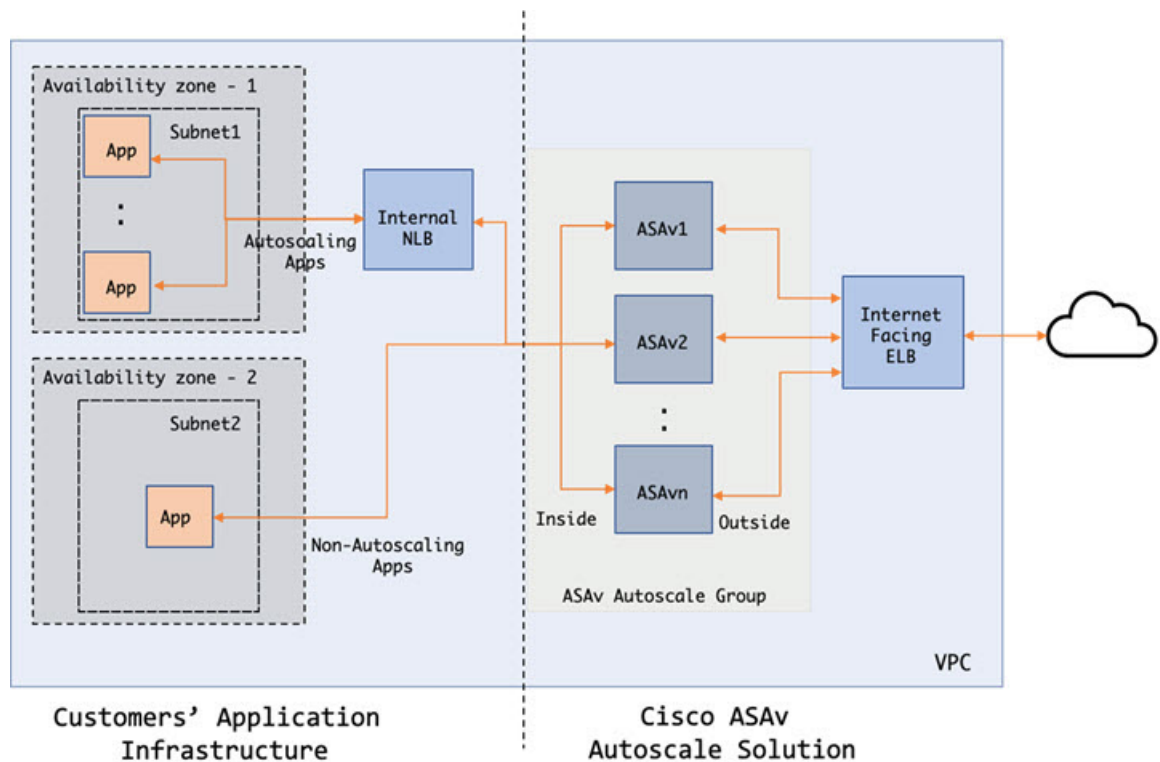 Availability zone - 1
Subnet1
App
:
App
Autoscaling
Apps
Internal
NLB
Availability zone - 2
Subnet2
App
Non-Autoscaling
Apps
ASAv1
ASAv2
:
ASAvn
Inside
Outside
ASAv Autoscale Group
Internet
Facing
ELB
VPC
Customers’ Application
Infrastructure
Cisco ASAv
Autoscale Solution